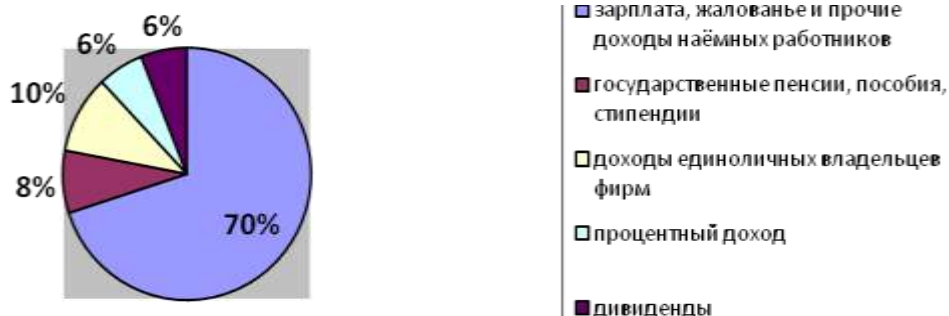 6%
6%
10%
8%
70%
зарплата, жалованье и прочие
доходы наёмных работников
государственные пенсии, пособия,
стипендии
доходы единоличных владельцев
фирм
процентный доход
дивиденды